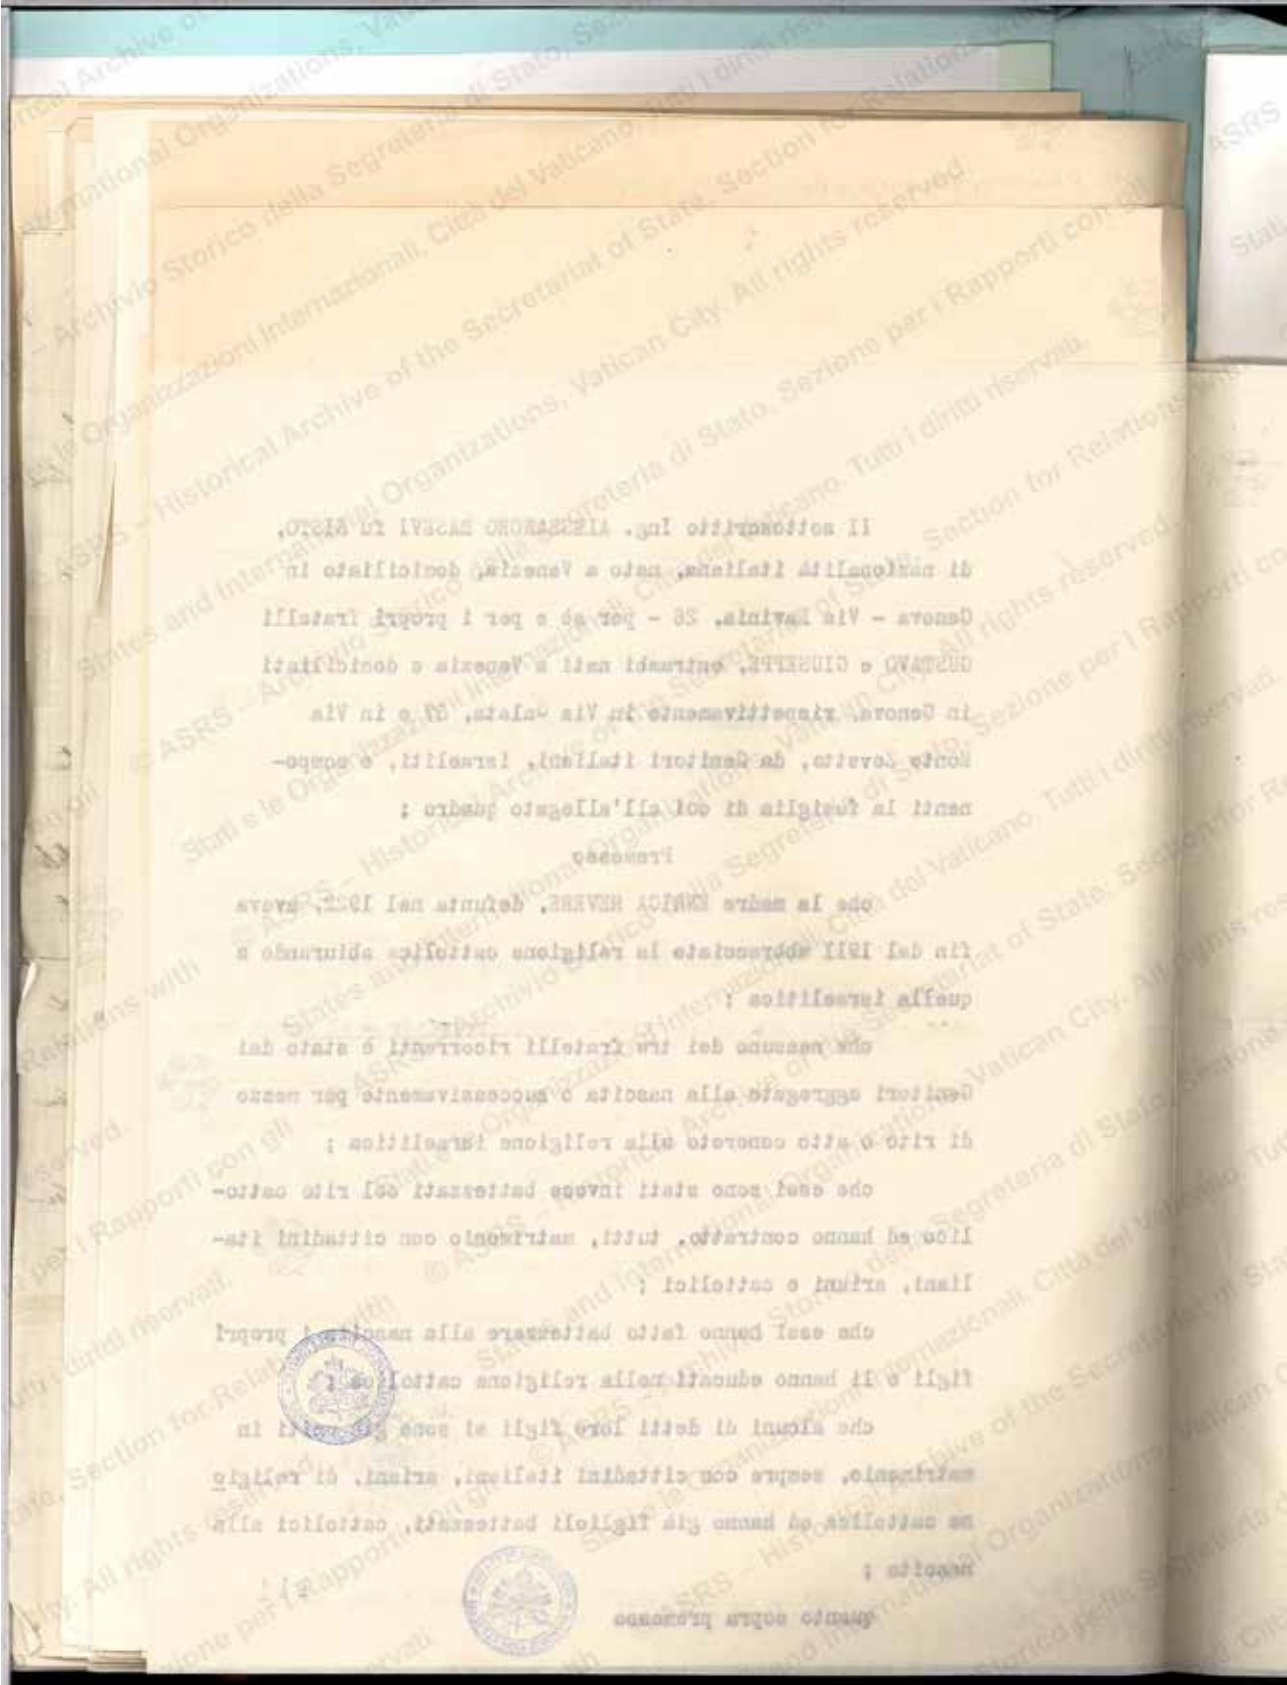 Il sottoscritto Ing. ALESSANDRO BASEVI fu SISTO,
di nazionalità italiana, nato a Venezia, domiciliato in
Genova - Via Lavinia, 26 - per sè e per i propri fratelli
GUSTAVO e GIUSEPPE, entrambi nati a Venezia e domiciliati
in Genova, rispettivamente in Via e in Via
Monte Zovetto, da Genitori italiani, israeliti, e compo-
nenti la famiglia di cui all'allegato quadro ;
Premesso
che la madre ENRICA REVERE, defunta nel 1922, aveva
fin dal 1911 abbracciato la religione cattolica abiurando a
quella israelitica ;
che nessuno dei tre fratelli ricorrenti è stato dai
Genitori aggregato alla nascita o successivamente per mezzo
di rito o atto concreto alla religione israelitica ;
che essi sono stati invece battezzati col rito catto-
lico ed hanno contratto, tutti, matrimonio con cittadini ita-
liani, ariani e cattolici ;
che essi hanno fatto battezzare alla nascita i propri
figli e li hanno educati nella religione cattolica ;
che alcuni di detti loro figli si sono già uniti in
matrimonio, sempre con cittadini italiani, ariani, di religio
ne cattolica ed hanno già figlioli battezzati, cattolici alla
nascita ;
quanto sopra premesso